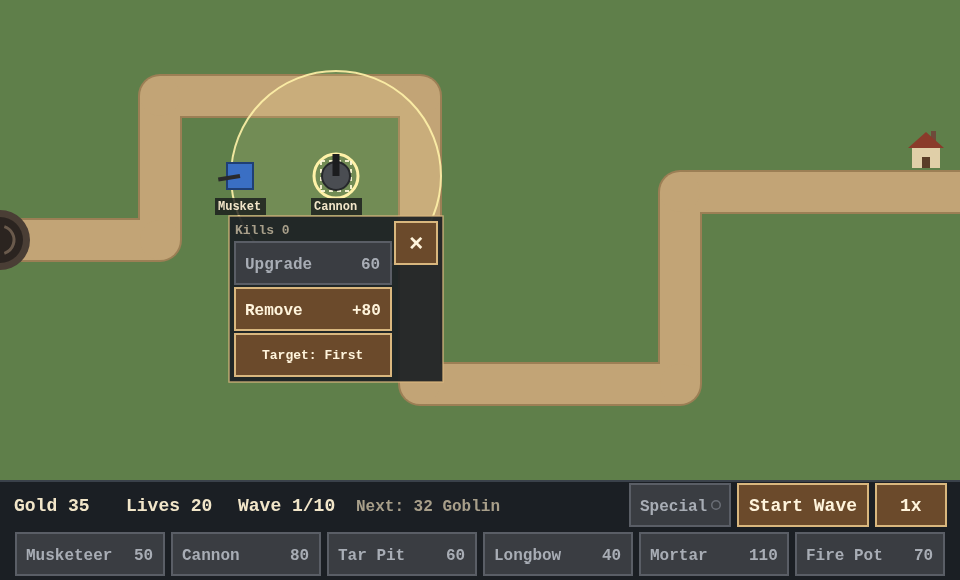 Musket Cannon
Kills 0 ×
Upgrade 60
Remove +80
Target: First
Gold 35 Lives 20 Wave 1/10 Next: 32 Goblin Special Start Wave 1x
Musketeer 50 Cannon 80 Tar Pit 60 Longbow 40 Mortar 110 Fire Pot 70